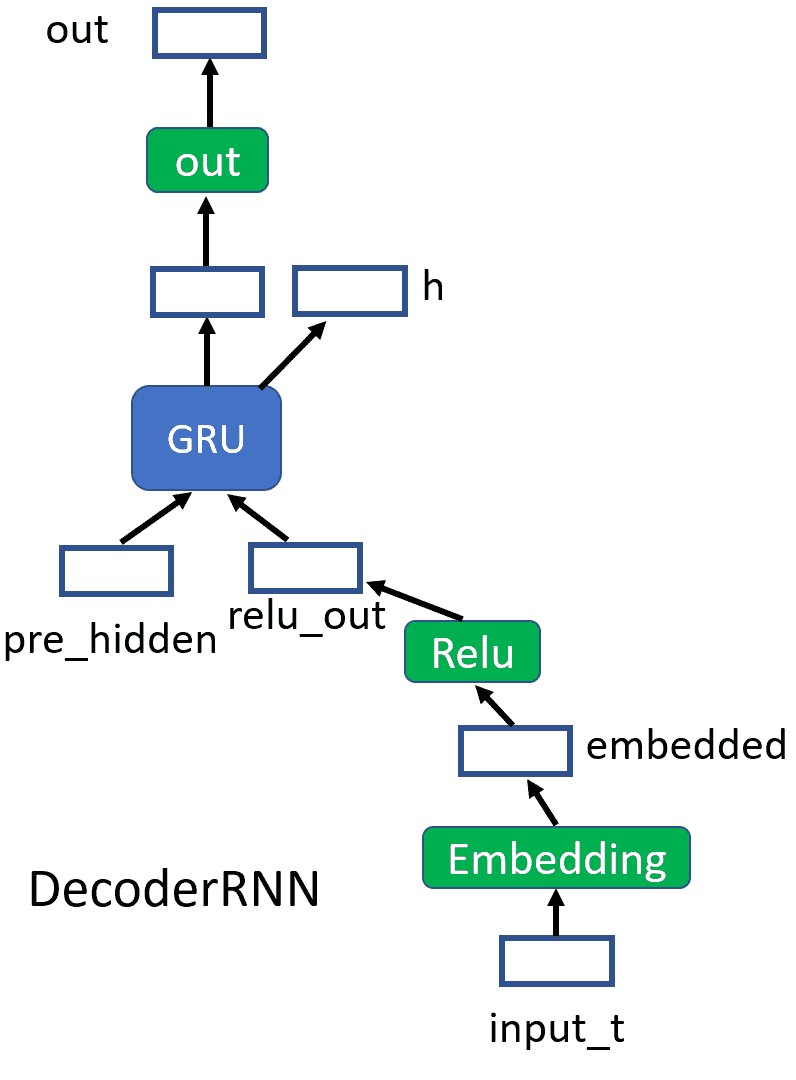 out
out
h
GRU
pre_hidden
relu_out
Relu
embedded
Embedding
DecoderRNN
input_t